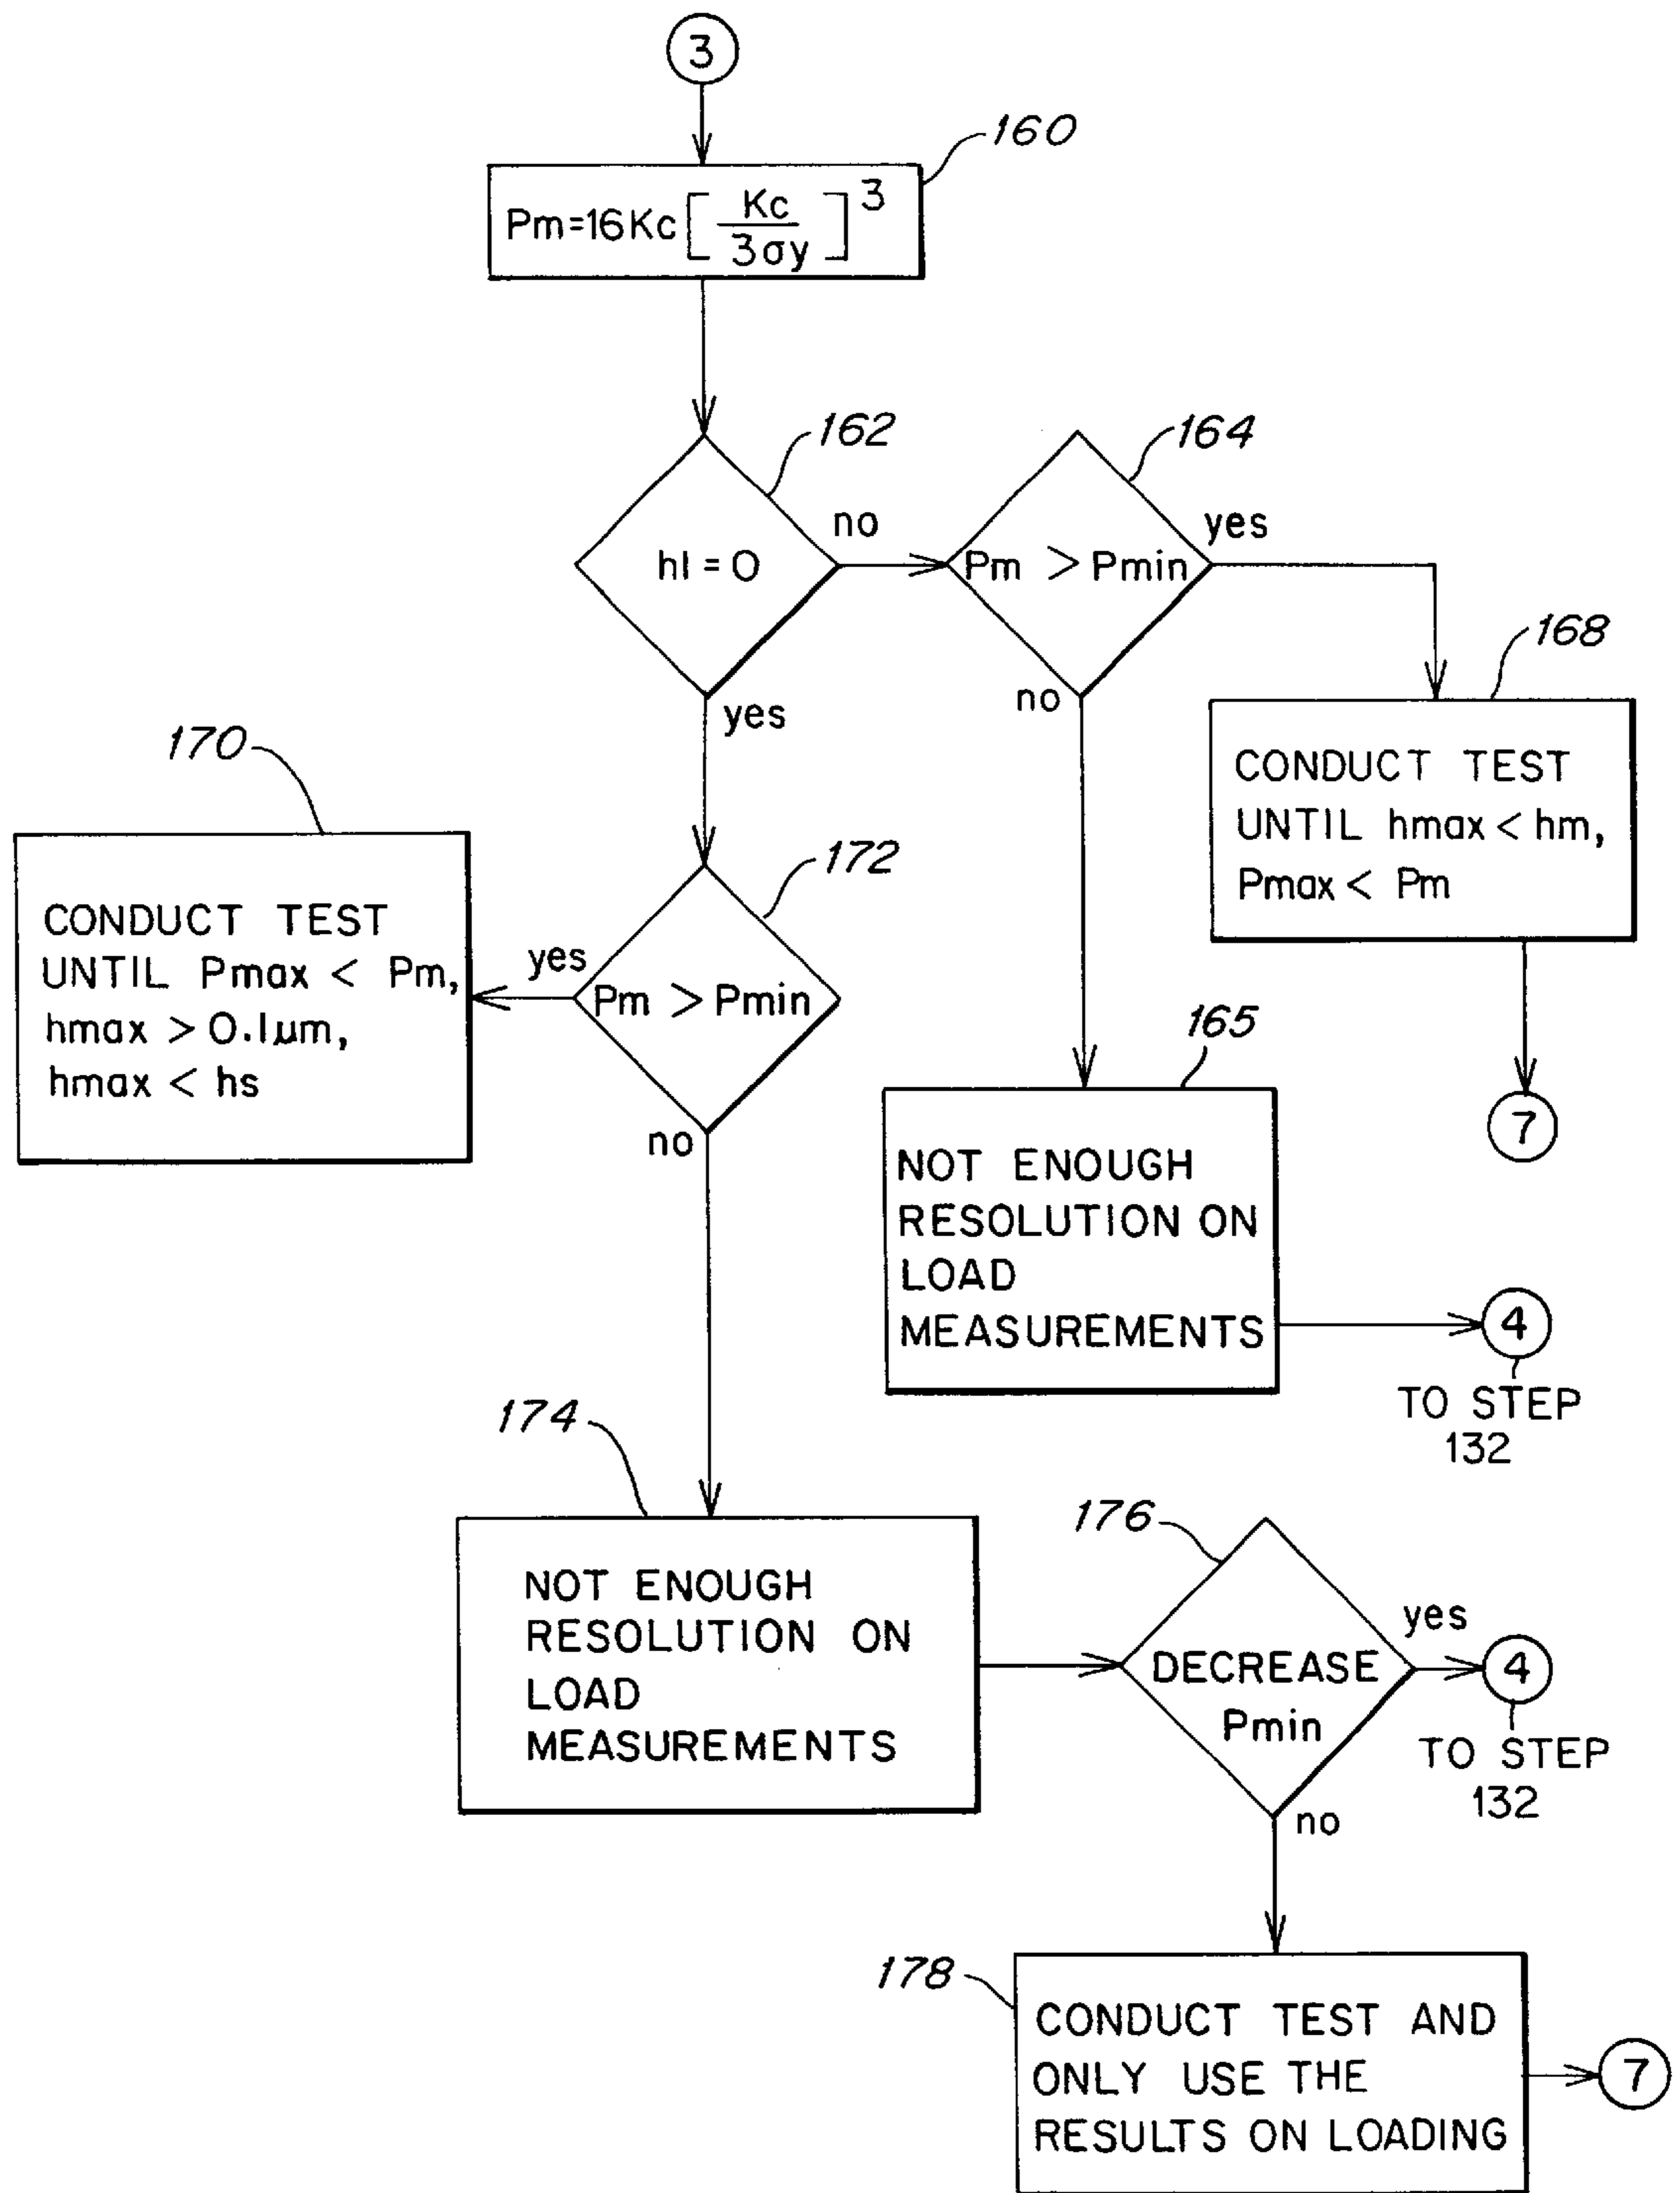 3
160
Pm=16Kc[Kc/3σy]3
162
164
hl = 0
no
Pm > Pmin
yes
168
no
yes
CONDUCT TEST
UNTIL hmax < hm,
Pmax < Pm
170
172
CONDUCT TEST
UNTIL Pmax < Pm,
hmax > 0.1μm,
hmax < hs
yes
Pm > Pmin
165
7
no
NOT ENOUGH
RESOLUTION ON
LOAD
MEASUREMENTS
4
TO STEP
132
174
176
NOT ENOUGH
RESOLUTION ON
LOAD
MEASUREMENTS
DECREASE
Pmin
yes
4
TO STEP
132
no
178
CONDUCT TEST AND
ONLY USE THE
RESULTS ON LOADING
7